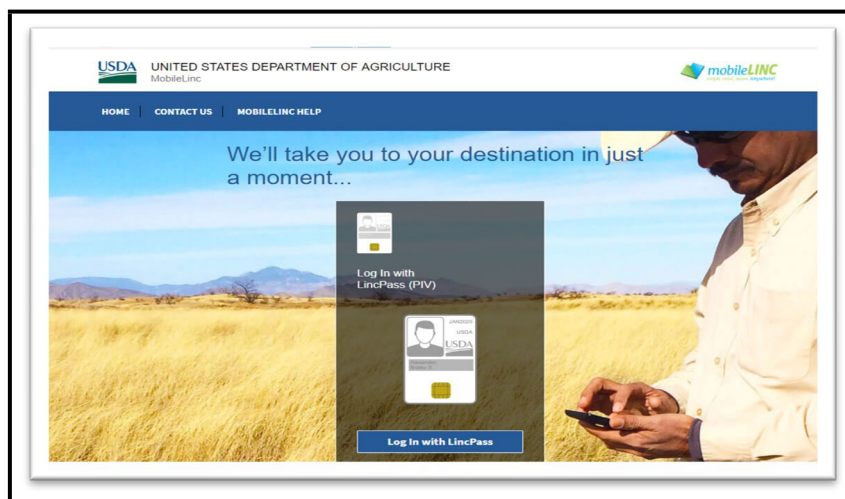 USDA
UNITED STATES DEPARTMENT OF AGRICULTURE
MobileLinc
mobileLINC
HOME
CONTACT US
MOBILELINC HELP
We'll take you to your destination in just
a moment...
Log In with
LincPass (PIV)
JAN2025
USDA
USDA
Log In with LincPass